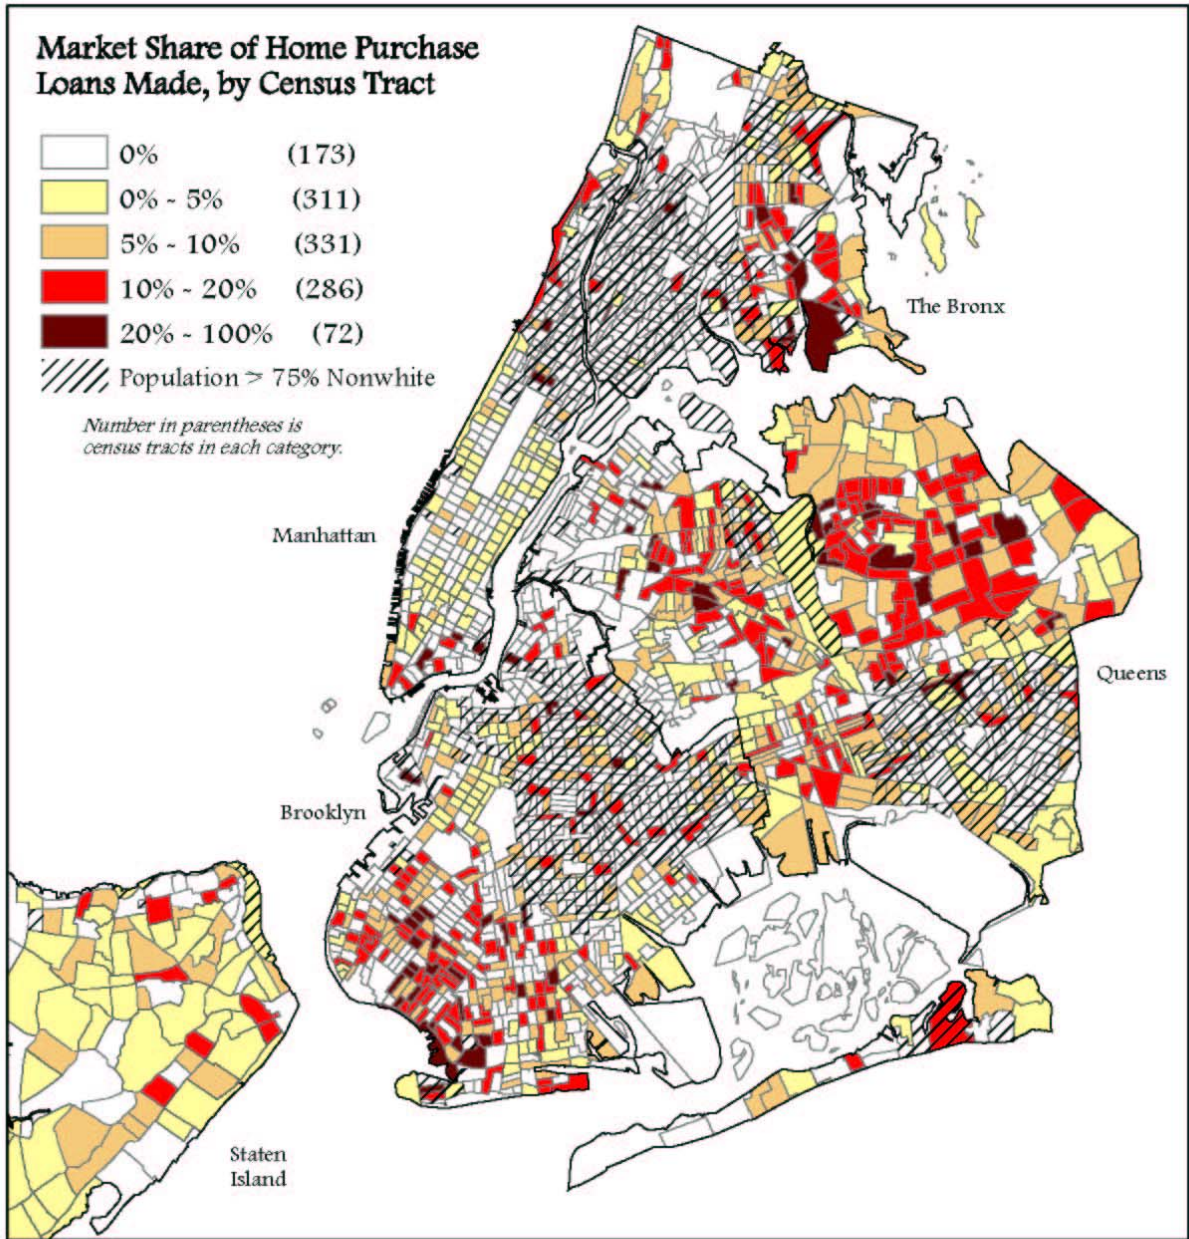 Market Share of Home Purchase
Loans Made, by Census Tract
0% (173)
0% - 5% (311)
5% - 10% (331)
10% - 20% (286)
20% - 100% (72)
Population > 75% Nonwhite
Number in parentheses is
census tracts in each category.
The Bronx
Manhattan
Queens
Brooklyn
Staten
Island